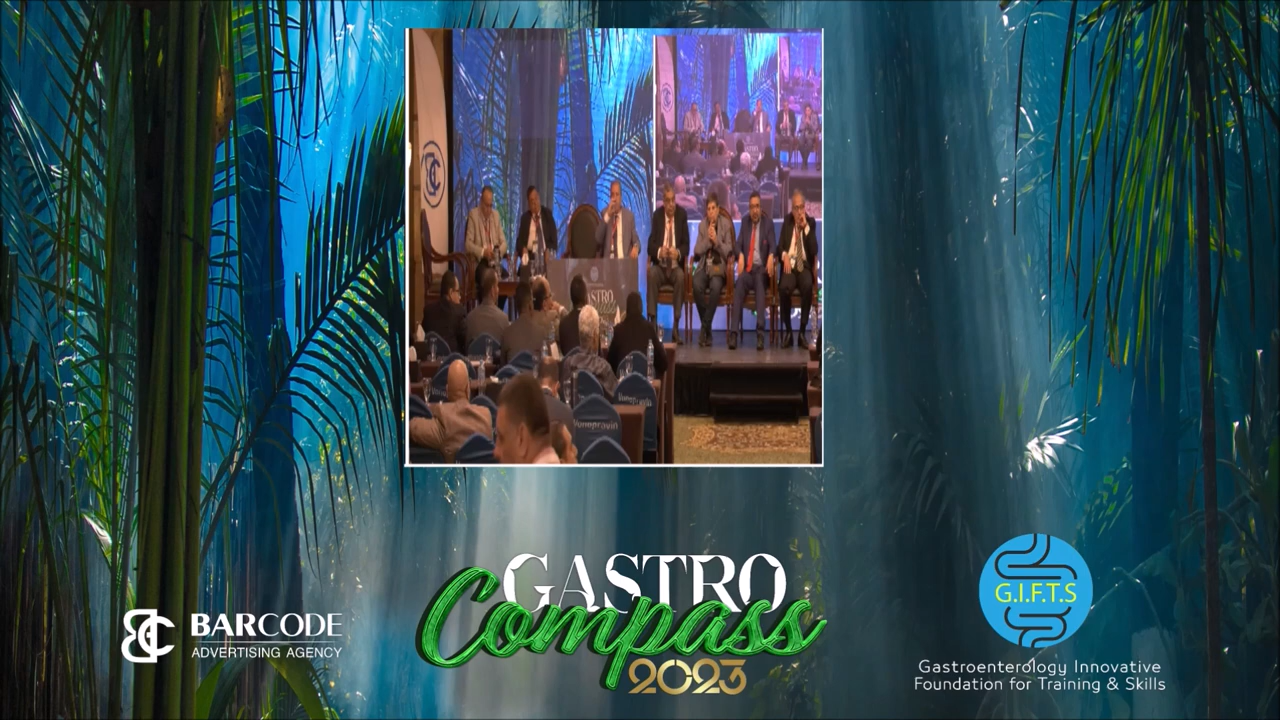 GASTRO
Compass
2023
BARCODE
ADVERTISING AGENCY
G.I.F.T.S
Gastroenterology Innovative
Foundation for Training & Skills